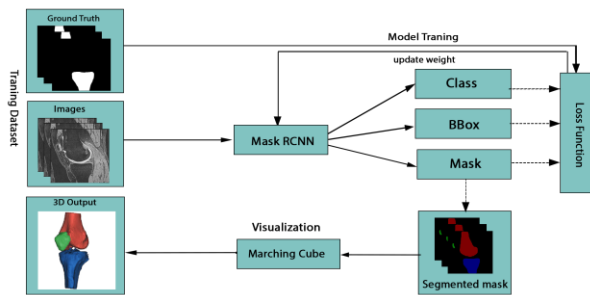 Ground Truth
Model Traning
update weight
Traning Dataset
Class
Images
Mask RCNN
BBox
Loss Function
Mask
3D Output
Visualization
Marching Cube
Segmented mask